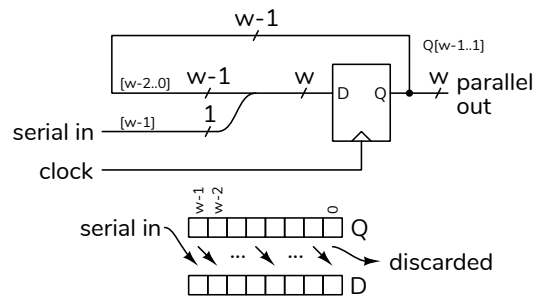 w-1
Q[w-1..1]
[w-2..0]
w-1
w
D
Q
w
parallel
out
serial in
[w-1]
1
clock
w-1
w-2
0
serial in
Q
...
...
discarded
D